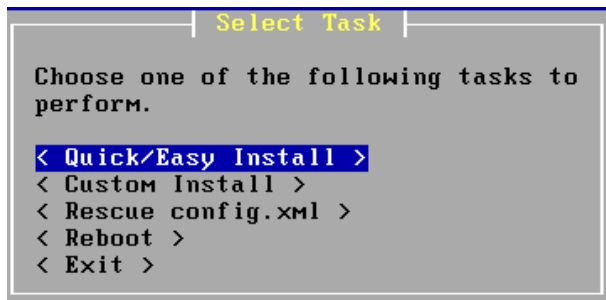 Select Task
Choose one of the following tasks to
perform.
< Quick/Easy Install >
< Custom Install >
< Rescue config.xml >
< Reboot >
< Exit >